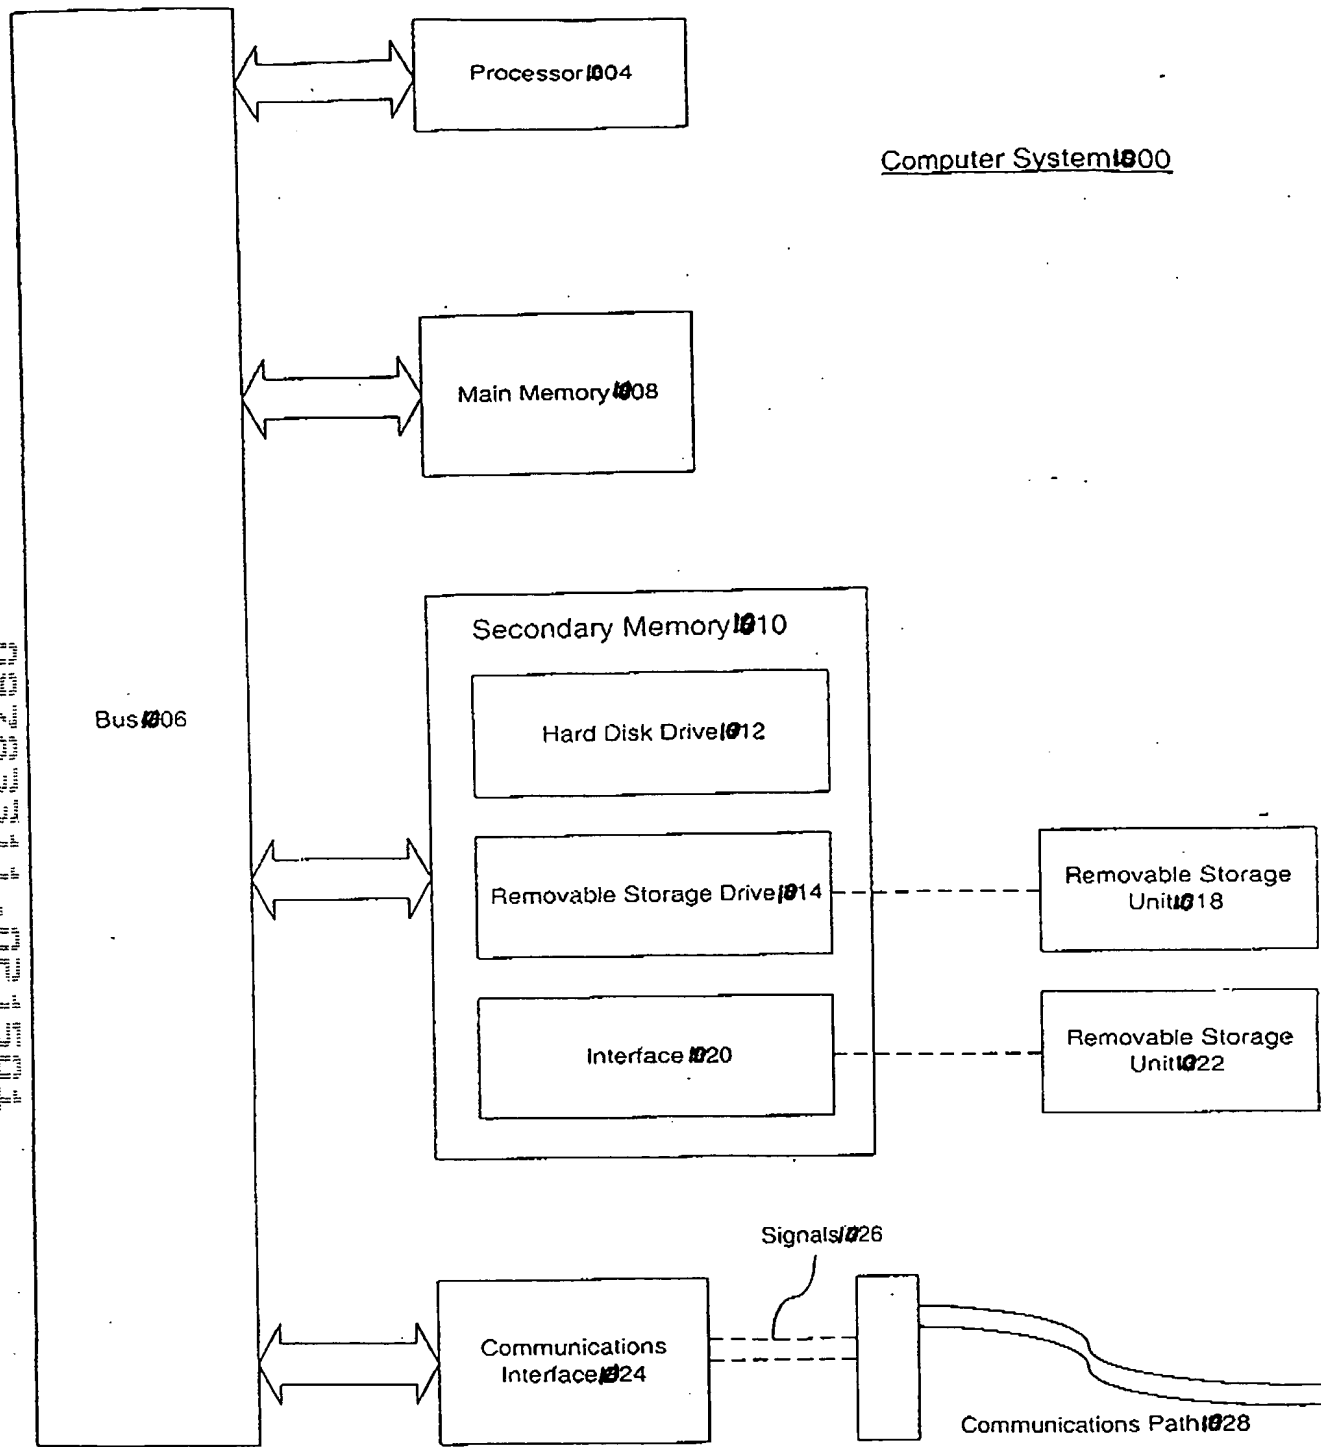 Processor 1004
Computer System 1000
Main Memory 1008
Secondary Memory 1010
Bus 1006
Hard Disk Drive 1012
Removable Storage Drive 1014
Removable Storage
Unit 1018
Interface 1020
Removable Storage
Unit 1022
Signals 1026
Communications
Interface 1024
Communications Path 1028